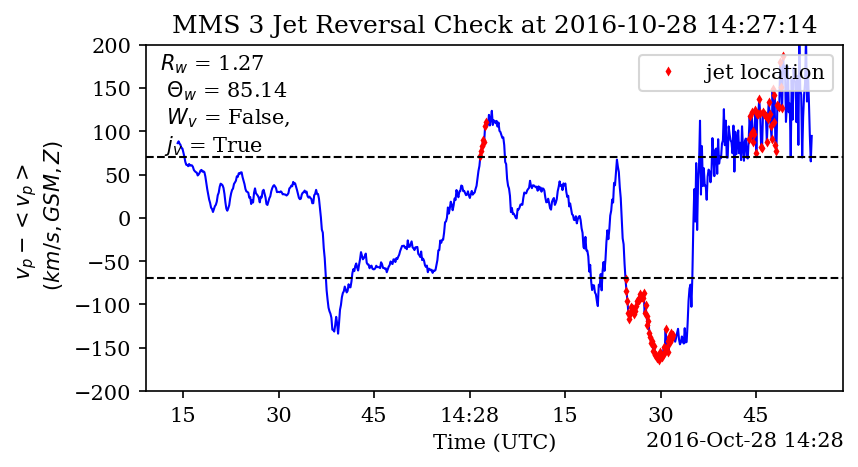 MMS 3 Jet Reversal Check at 2016-10-28 14:27:14
R_w = 1.27
Θ_w = 85.14
W_v = False,
j_v = True
jet location
v_p − <v_p>
(km/s, GSM, Z)
200
150
100
50
0
−50
−100
−150
−200
15 30 45 14:28 15 30 45
Time (UTC)
2016-Oct-28 14:28